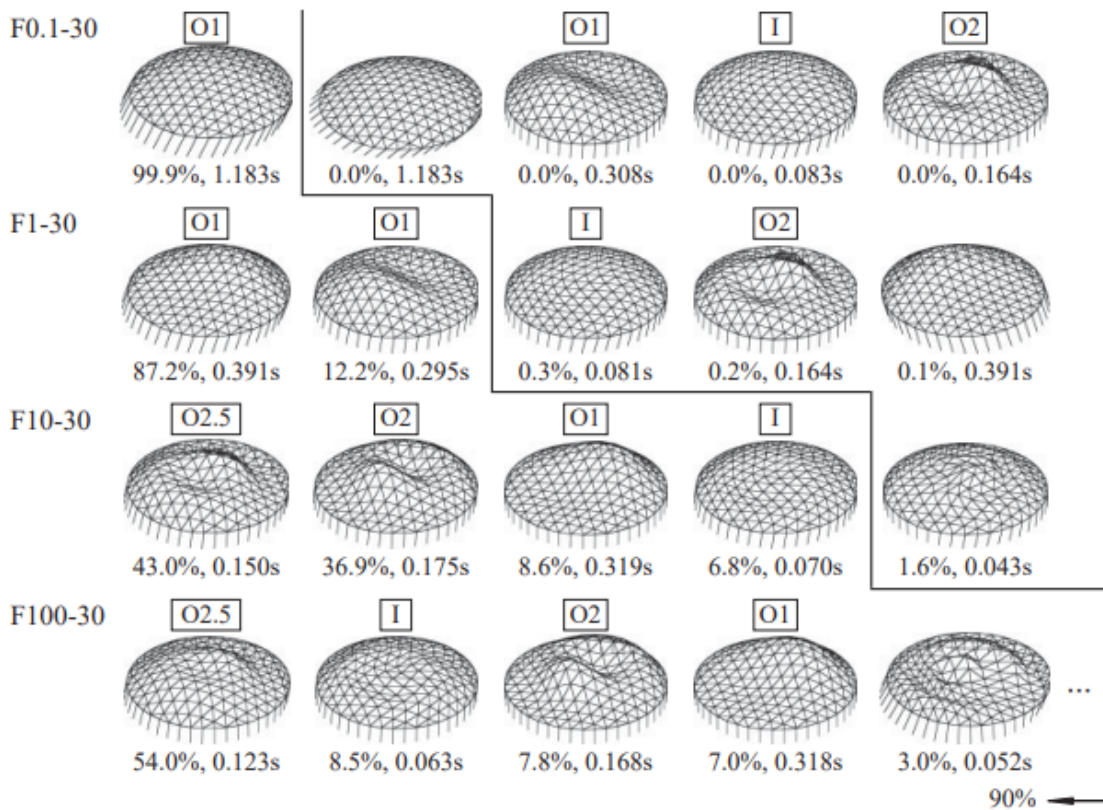 F0.1-30 O1 O1 I O2
99.9%, 1.183s 0.0%, 1.183s 0.0%, 0.308s 0.0%, 0.083s 0.0%, 0.164s
F1-30 O1 O1 I O2
87.2%, 0.391s 12.2%, 0.295s 0.3%, 0.081s 0.2%, 0.164s 0.1%, 0.391s
F10-30 O2.5 O2 O1 I
43.0%, 0.150s 36.9%, 0.175s 8.6%, 0.319s 6.8%, 0.070s 1.6%, 0.043s
F100-30 O2.5 I O2 O1
...
54.0%, 0.123s 8.5%, 0.063s 7.8%, 0.168s 7.0%, 0.318s 3.0%, 0.052s
90%